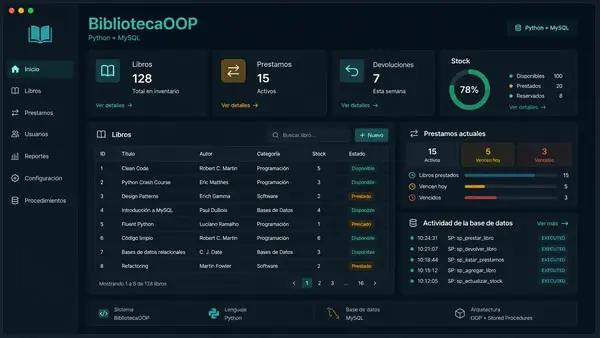 BibliotecaOOP
Python + MySQL
Python + MySQL
Inicio
Libros
Prestamos
Usuarios
Reportes
Configuración
Procedimientos
Libros
128
Total en inventario
Ver detalles →
Prestamos
15
Activos
Ver detalles →
Devoluciones
7
Esta semana
Ver detalles →
Stock
78%
Disponibles 100
Prestados 20
Reservados 8
Ver detalles →
Libros
Buscar libro...
+ Nuevo
ID Título Autor Categoría Stock Estado
1 Clean Code Robert C. Martin Programación 5 Disponible
2 Python Crash Course Eric Matthes Programación 3 Disponible
3 Design Patterns Erich Gamma Software 2 Prestado
4 Introducción a MySQL Paul DuBois Bases de Datos 4 Disponible
5 Fluent Python Luciano Ramalho Programación 1 Prestado
6 Código limpio Robert C. Martin Programación 6 Disponible
7 Bases de datos relacionales C. J. Date Bases de Datos 3 Disponible
8 Refactoring Martin Fowler Software 2 Prestado
Mostrando 1 a 8 de 128 libros
< 1 2 3 ... 16 >
Prestamos actuales
15 5 3
Activos Vencen hoy Vencidos
Libros prestados 15
Vencen hoy 5
Vencidos 3
Actividad de la base de datos
Ver más →
10:24:31 SP: sp_prestar_libro EXECUTED
10:21:07 SP: sp_devolver_libro EXECUTED
10:18:44 SP: sp_listar_prestamos EXECUTED
10:15:12 SP: sp_agregar_libro EXECUTED
10:12:05 SP: sp_actualizar_stock EXECUTED
Sistema
BibliotecaOOP
Lenguaje
Python
Base de datos
MySQL
Arquitectura
OOP + Stored Procedures